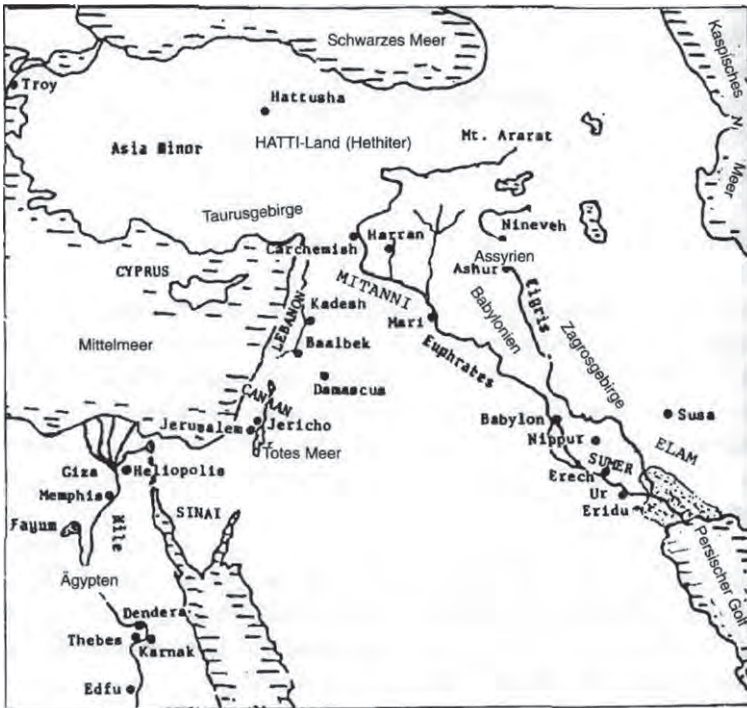 Schwarzes Meer
Kaspisches
Meer
Troy
Hattusha
Asia Minor
HATTI-Land (Hethiter)
Mt. Ararat
Taurusgebirge
Carchemish
Harran
Nineveh
Assyrien
Ashur
CYPRUS
MITANNI
Tigris
Kadesh
LEBANON
Mari
Babylonien
Zagrosgebirge
Mittelmeer
Baalbek
Euphrates
Damascus
CANAAN
Susa
Jerusalem
Jericho
Babylon
Nippur
ELAM
Totes Meer
Giza
Heliopolis
SUMER
Erech
Memphis
Ur
Eridu
Fayum
Nile
SINAI
Persischer Golf
Ägypten
Dendera
Thebes
Karnak
Edfu